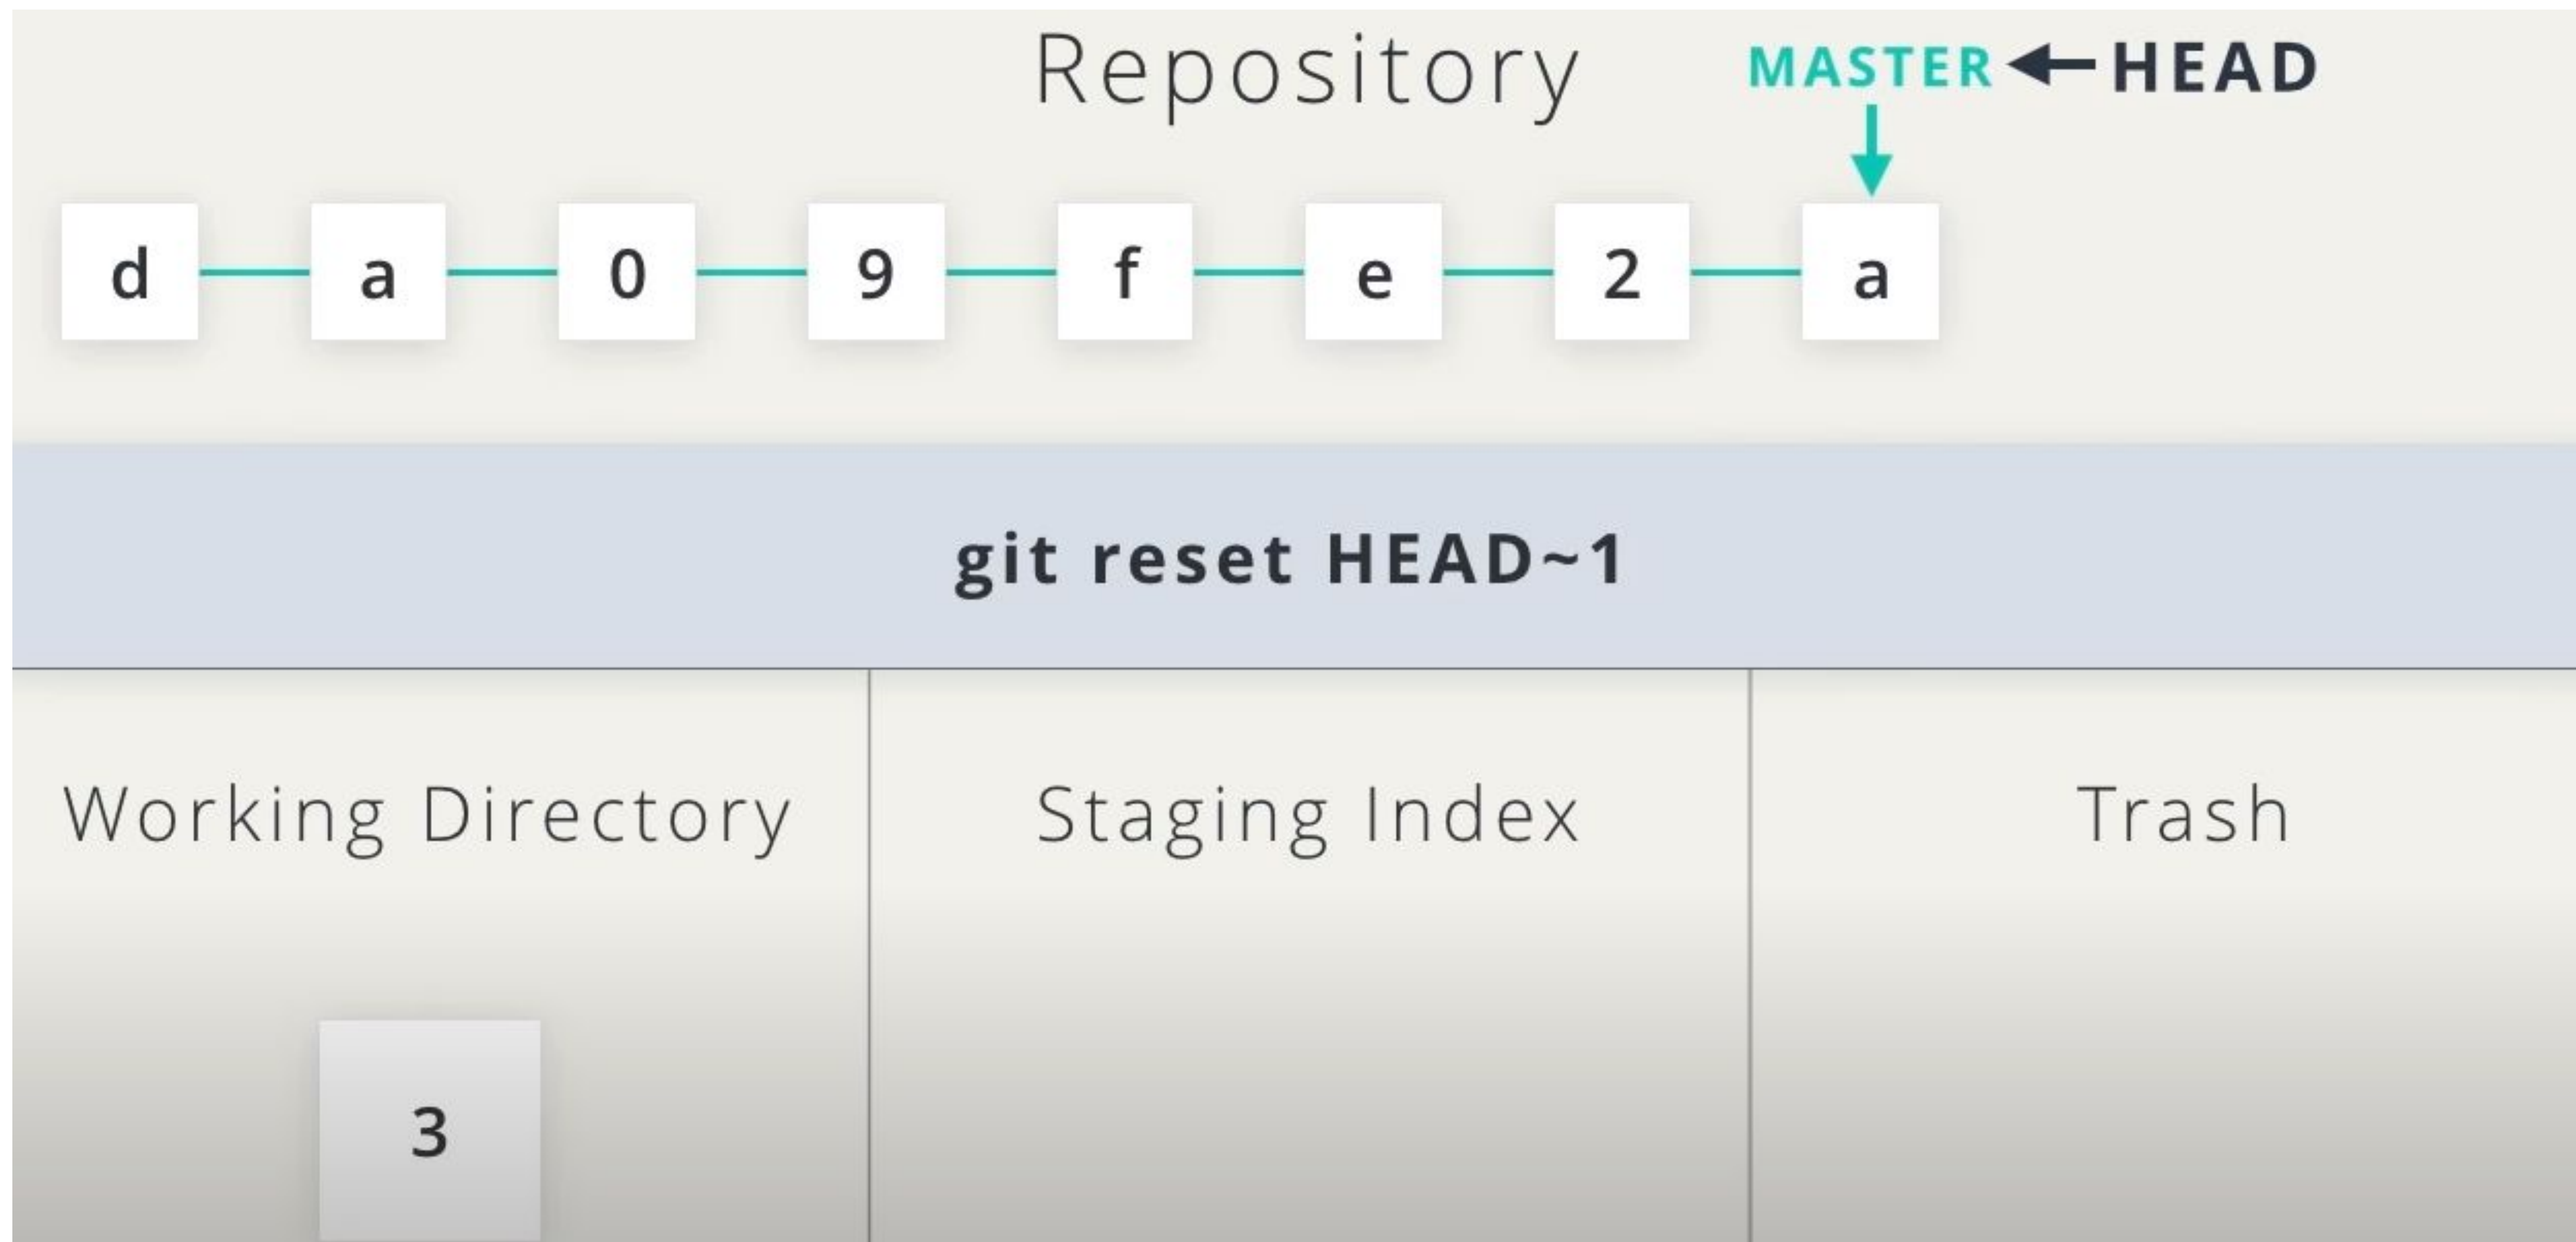 Repository
MASTER HEAD
d a 0 9 f e 2 a
git reset HEAD~1
Working Directory
Staging Index
Trash
3